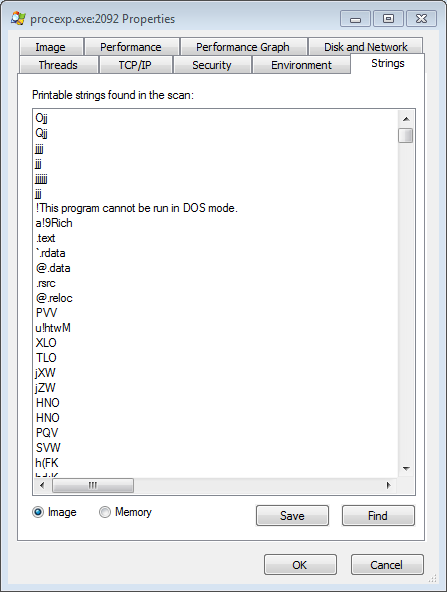 procexp.exe:2092 Properties
Image Performance Performance Graph Disk and Network
Threads TCP/IP Security Environment Strings
Printable strings found in the scan:
Ojj
Qjj
jjjj
jjj
jjjjjj
jjj
!This program cannot be run in DOS mode.
a!9Rich
.text
`.rdata
@.data
.rsrc
@.reloc
PVV
u!htwM
XLO
TLO
jXW
jZW
HNO
HNO
PQV
SVW
h(FK
Image Memory Save Find
OK Cancel